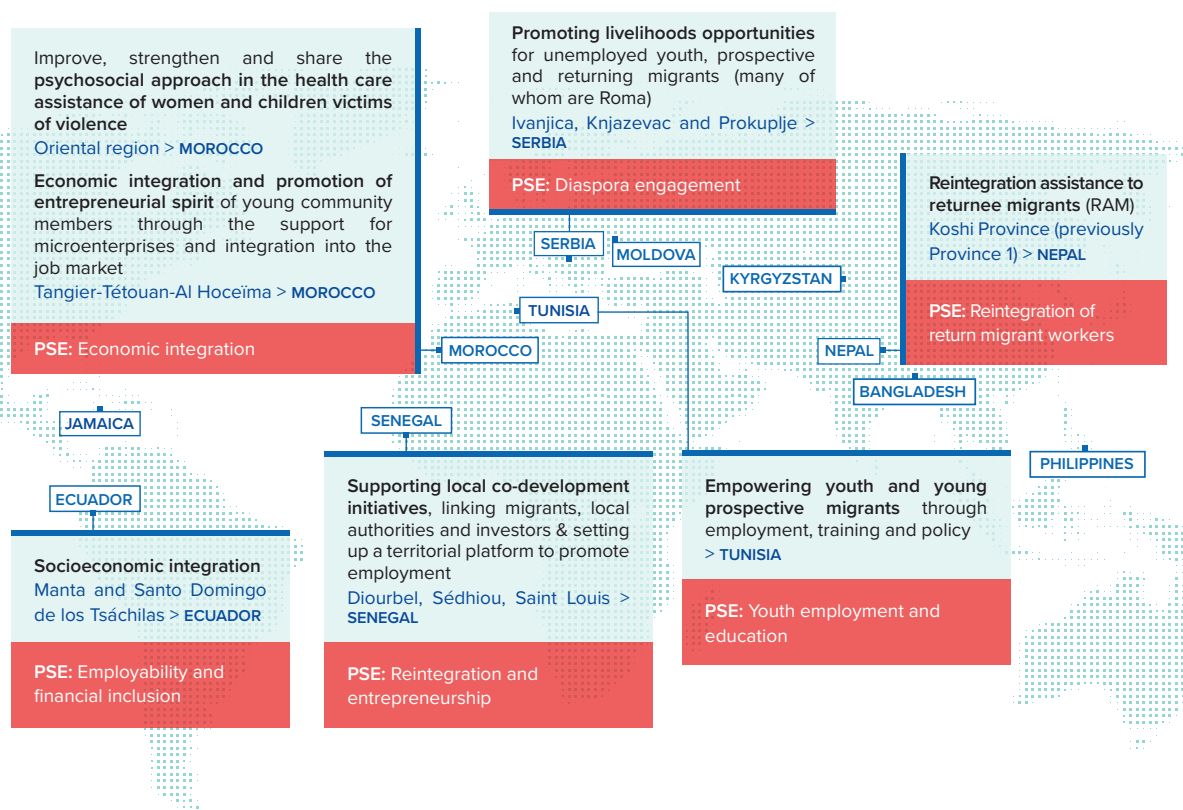 Improve, strengthen and share the
psychosocial approach in the health care
assistance of women and children victims
of violence
Oriental region > MOROCCO
Economic integration and promotion of
entrepreneurial spirit of young community
members through the support for
microenterprises and integration into the
job market
Tangier-Tétouan-Al Hoceïma > MOROCCO
PSE: Economic integration
Promoting livelihoods opportunities
for unemployed youth, prospective
and returning migrants (many of
whom are Roma)
Ivanjica, Knjazevac and Prokuplje >
SERBIA
PSE: Diaspora engagement
Reintegration assistance to
returnee migrants (RAM)
Koshi Province (previously
Province 1) > NEPAL
PSE: Reintegration of
return migrant workers
SERBIA
MOLDOVA
KYRGYZSTAN
TUNISIA
MOROCCO
NEPAL
BANGLADESH
JAMAICA
SENEGAL
PHILIPPINES
ECUADOR
Socioeconomic integration
Manta and Santo Domingo
de los Tsáchilas > ECUADOR
PSE: Employability and
financial inclusion
Supporting local co-development
initiatives, linking migrants, local
authorities and investors & setting
up a territorial platform to promote
employment
Diourbel, Sédhiou, Saint Louis >
SENEGAL
PSE: Reintegration and
entrepreneurship
Empowering youth and young
prospective migrants through
employment, training and policy
> TUNISIA
PSE: Youth employment and
education